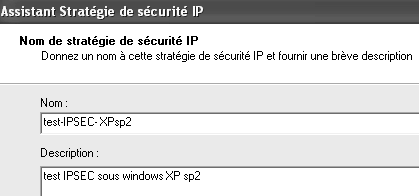 Assistant Stratégie de sécurité IP
Nom de stratégie de sécurité IP
Donnez un nom à cette stratégie de sécurité IP et fournir une brève description
Nom :
test-IPSEC- XPsp2
Description :
test IPSEC sous windows XP sp2